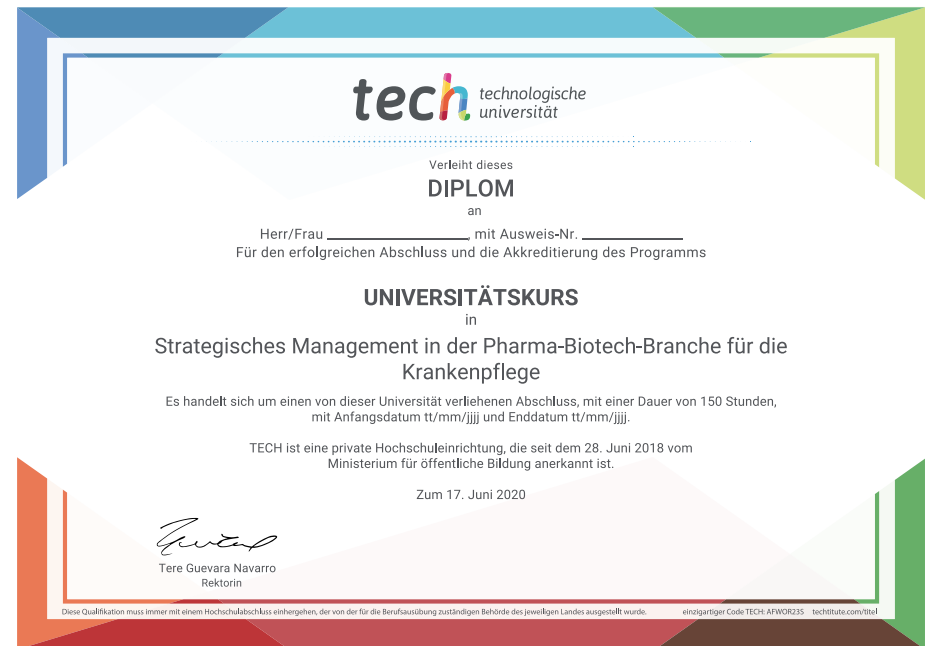 tech technologische
universität
Verleiht dieses
DIPLOM
an
Herr/Frau ____________________, mit Ausweis-Nr. ______________
Für den erfolgreichen Abschluss und die Akkreditierung des Programms
UNIVERSITÄTSKURS
in
Strategisches Management in der Pharma-Biotech-Branche für die
Krankenpflege
Es handelt sich um einen von dieser Universität verliehenen Abschluss, mit einer Dauer von 150 Stunden,
mit Anfangsdatum tt/mm/jjjj und Enddatum tt/mm/jjjj.
TECH ist eine private Hochschuleinrichtung, die seit dem 28. Juni 2018 vom
Ministerium für öffentliche Bildung anerkannt ist.
Zum 17. Juni 2020
Tere Guevara Navarro
Rektorin
Diese Qualifikation muss immer mit einem Hochschulabschluss einhergehen, der von der für die Berufsausübung zuständigen Behörde des jeweiligen Landes ausgestellt wurde. einzigartiger Code TECH: AFWOR235 techtitute.com/titel